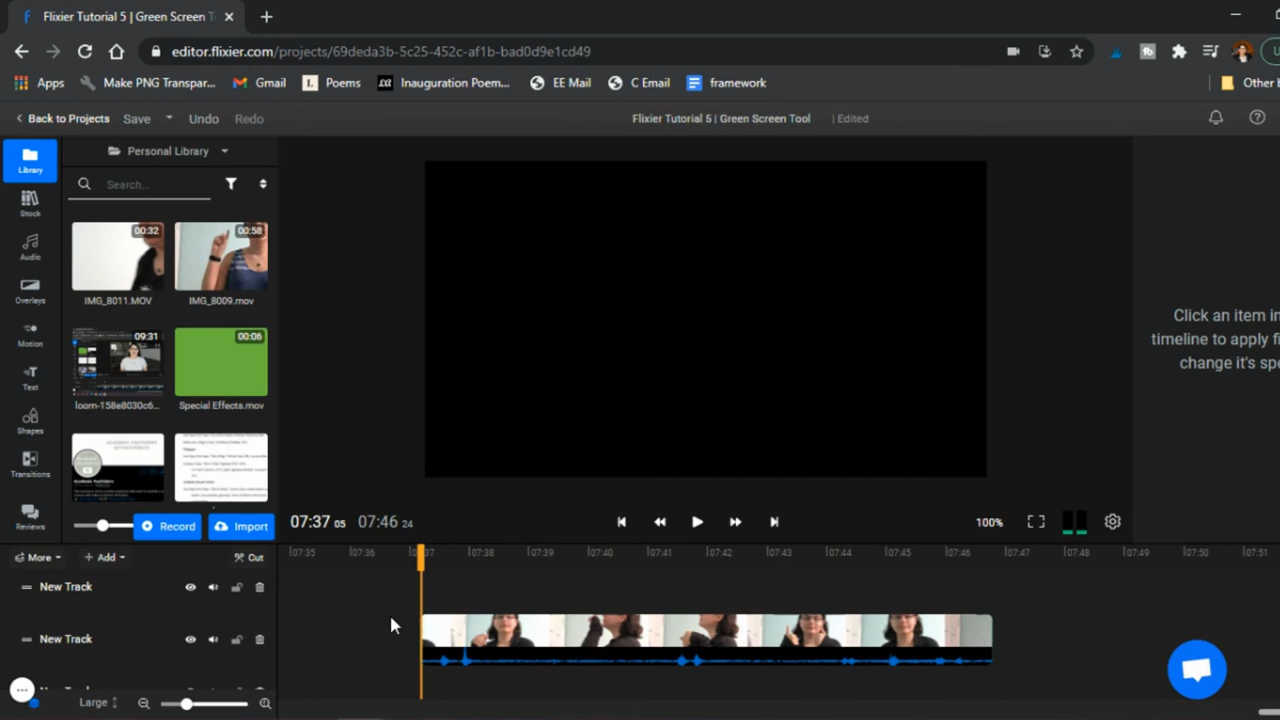 Flixier Tutorial 5 | Green Screen T
editor.flixier.com/projects/69deda3b-5c25-452c-af1b-bad0d9e1cd49
Apps Make PNG Transpar... Gmail Poems Inauguration Poem... EE Mail C Email framework Other b
Back to Projects Save Undo Redo Flixier Tutorial 5 | Green Screen Tool | Edited
Library
Personal Library
Search...
Stock
Audio
Overlays
Motion
Text
Shapes
Transitions
Reviews
00:32 00:58
IMG_8011.MOV IMG_8009.mov
09:31 00:06
loom-158e8030c6... Special Effects.mov
Record Import
Click an item in
timeline to apply fi
change it's spe
07:37 05 07:46 24 100%
More Add Cut
07:35 07:36 07:37 07:38 07:39 07:40 07:41 07:42 07:43 07:44 07:45 07:46 07:47 07:48 07:49 07:50 07:51
New Track
New Track
Large